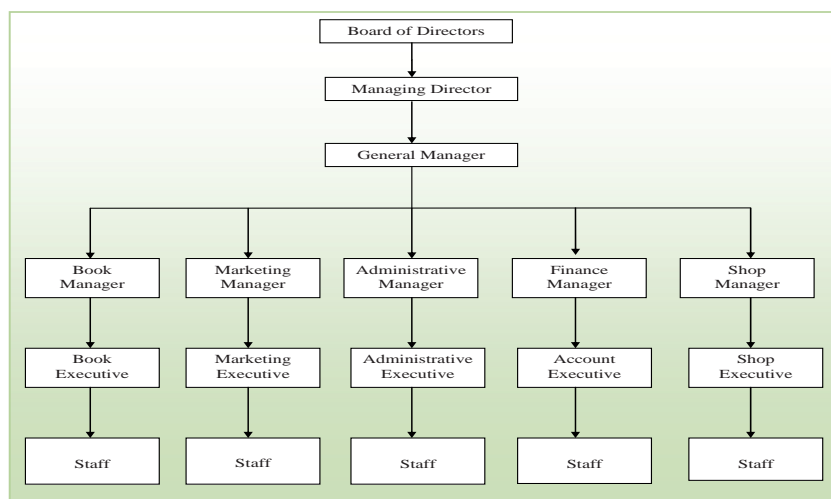 Board of Directors
Managing Director
General Manager
Book
Manager
Marketing
Manager
Administrative
Manager
Finance
Manager
Shop
Manager
Book
Executive
Marketing
Executive
Administrative
Executive
Account
Executive
Shop
Executive
Staff
Staff
Staff
Staff
Staff